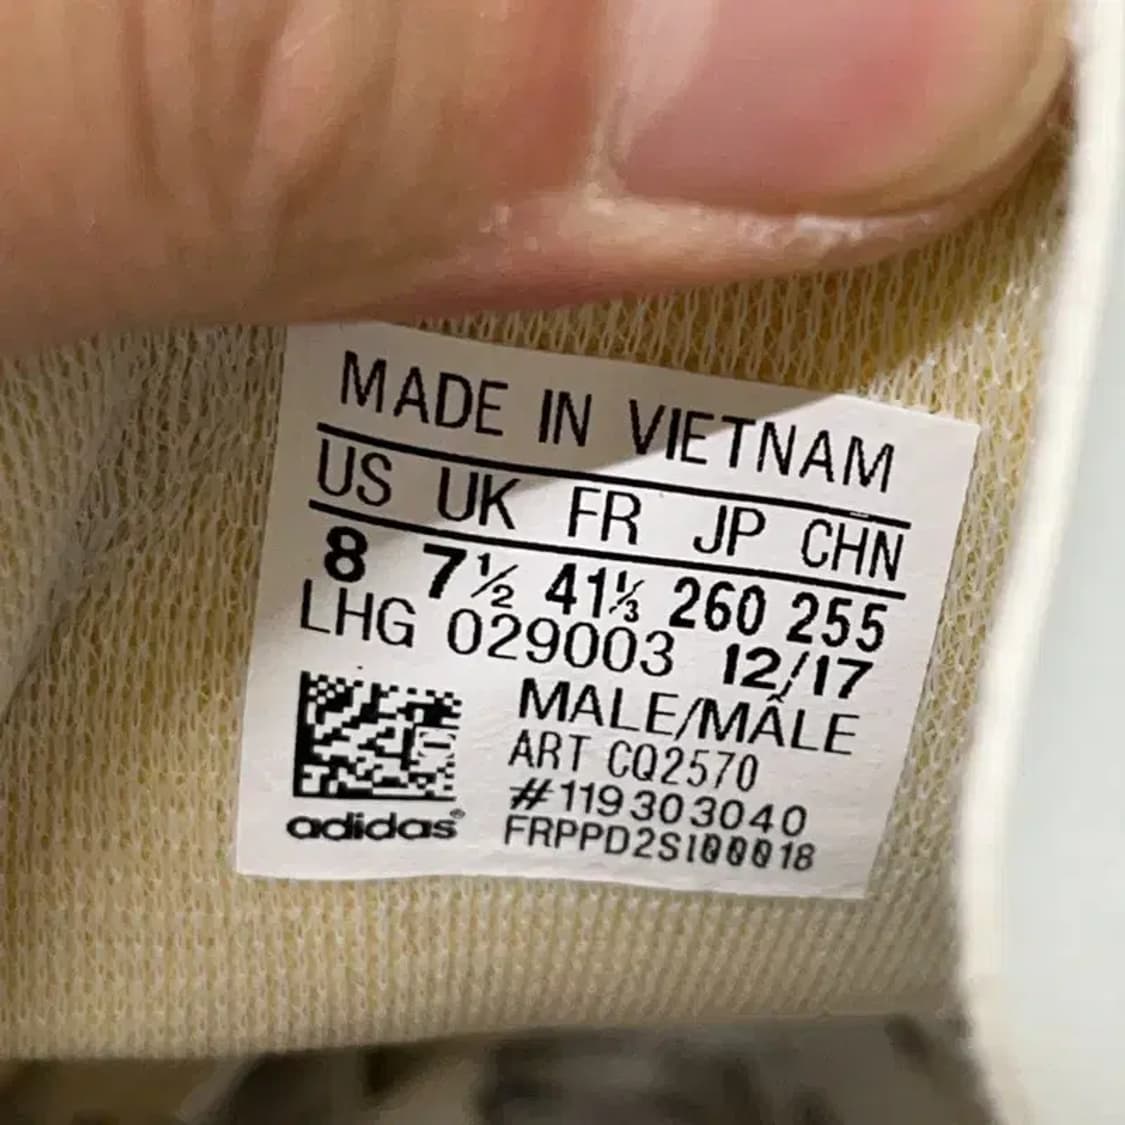 MADE IN VIETNAM
US UK FR JP CHN
8 7½ 41⅓ 260 255
LHG 029003 12/17
MALE/MÂLE
ART CQ2570
#119303040
FRPPD2S100018
adidas®